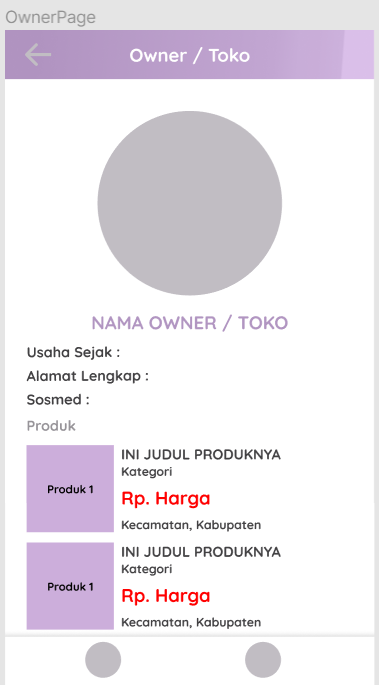 OwnerPage
Owner / Toko
NAMA OWNER / TOKO
Usaha Sejak :
Alamat Lengkap :
Sosmed :
Produk
Produk 1
INI JUDUL PRODUKNYA
Kategori
Rp. Harga
Kecamatan, Kabupaten
Produk 1
INI JUDUL PRODUKNYA
Kategori
Rp. Harga
Kecamatan, Kabupaten